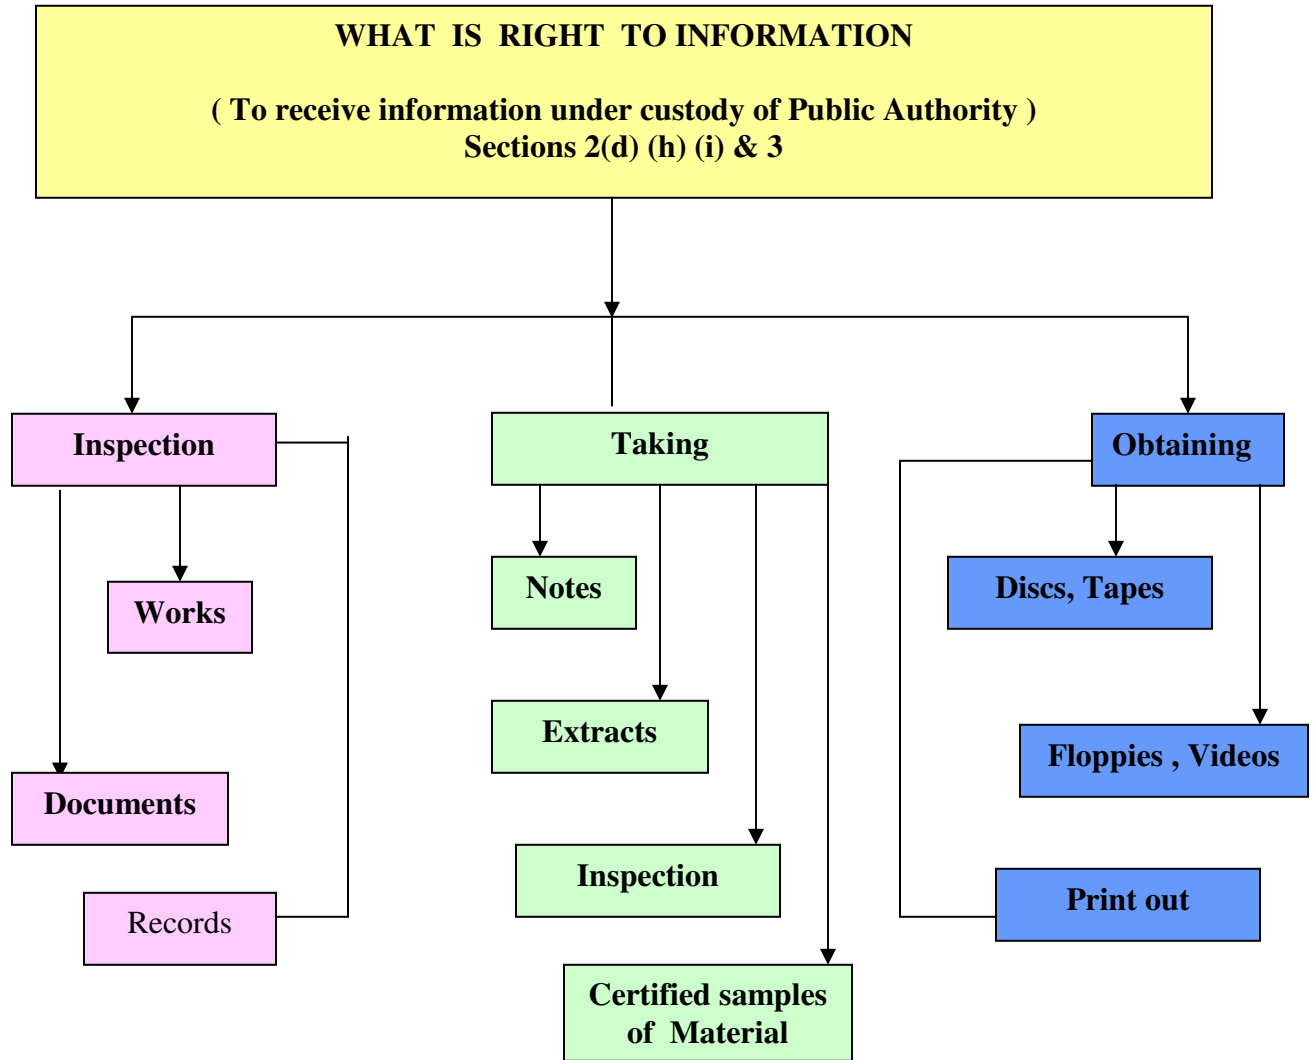 WHAT IS RIGHT TO INFORMATION
( To receive information under custody of Public Authority )
Sections 2(d) (h) (i) & 3
Inspection
Works
Documents
Records
Taking
Notes
Extracts
Inspection
Certified samples
of Material
Obtaining
Discs, Tapes
Floppies , Videos
Print out